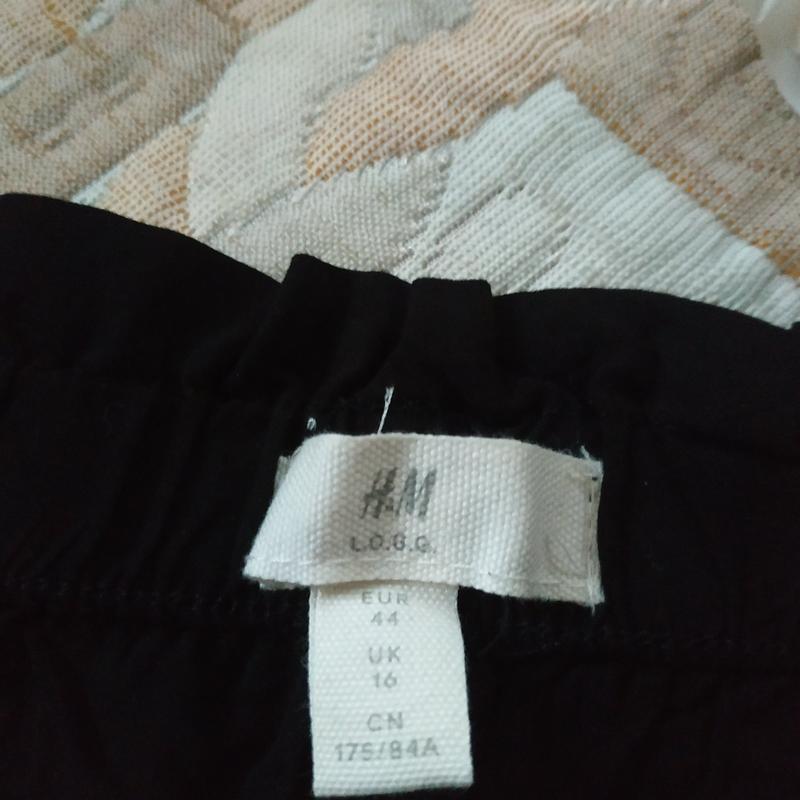 H&M
L.O.G.G.
EUR
44
UK
16
CN
175/84A